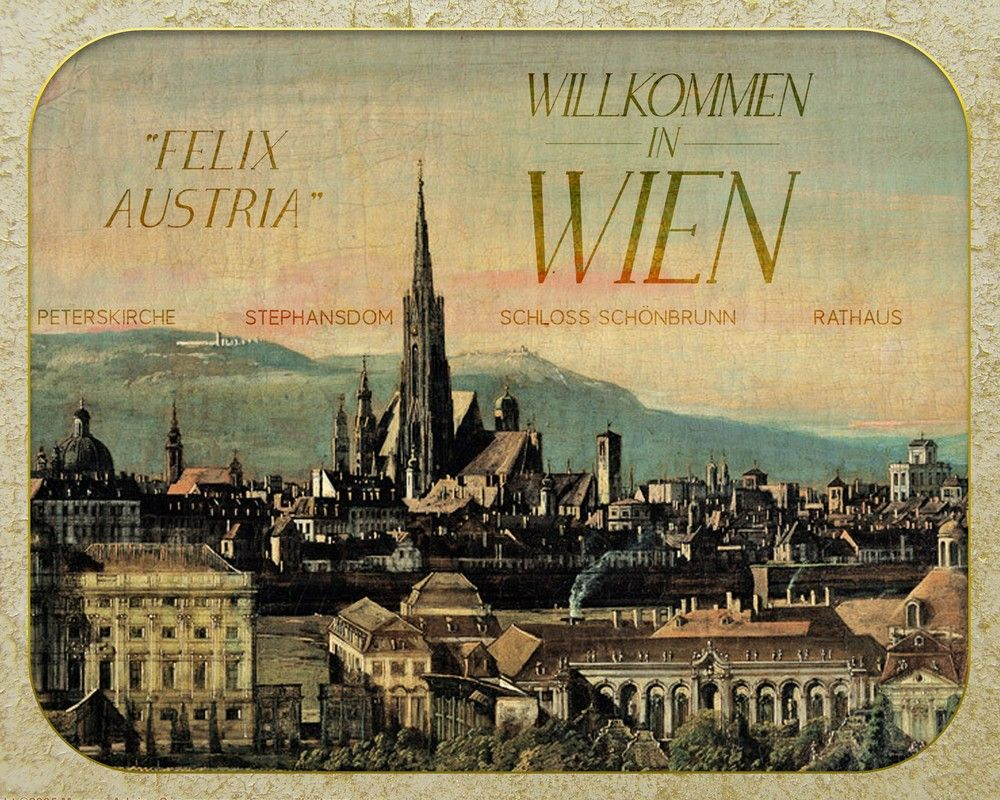 WILLKOMMEN
IN
WIEN
"FELIX
AUSTRIA"
PETERSKIRCHE STEPHANSDOM SCHLOSS SCHÖNBRUNN RATHAUS